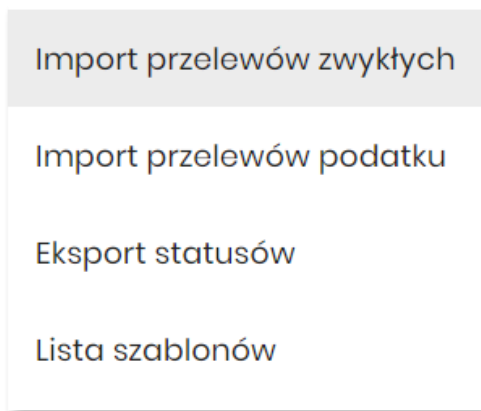 Import przelewów zwykłych
Import przelewów podatku
Eksport statusów
Lista szablonów